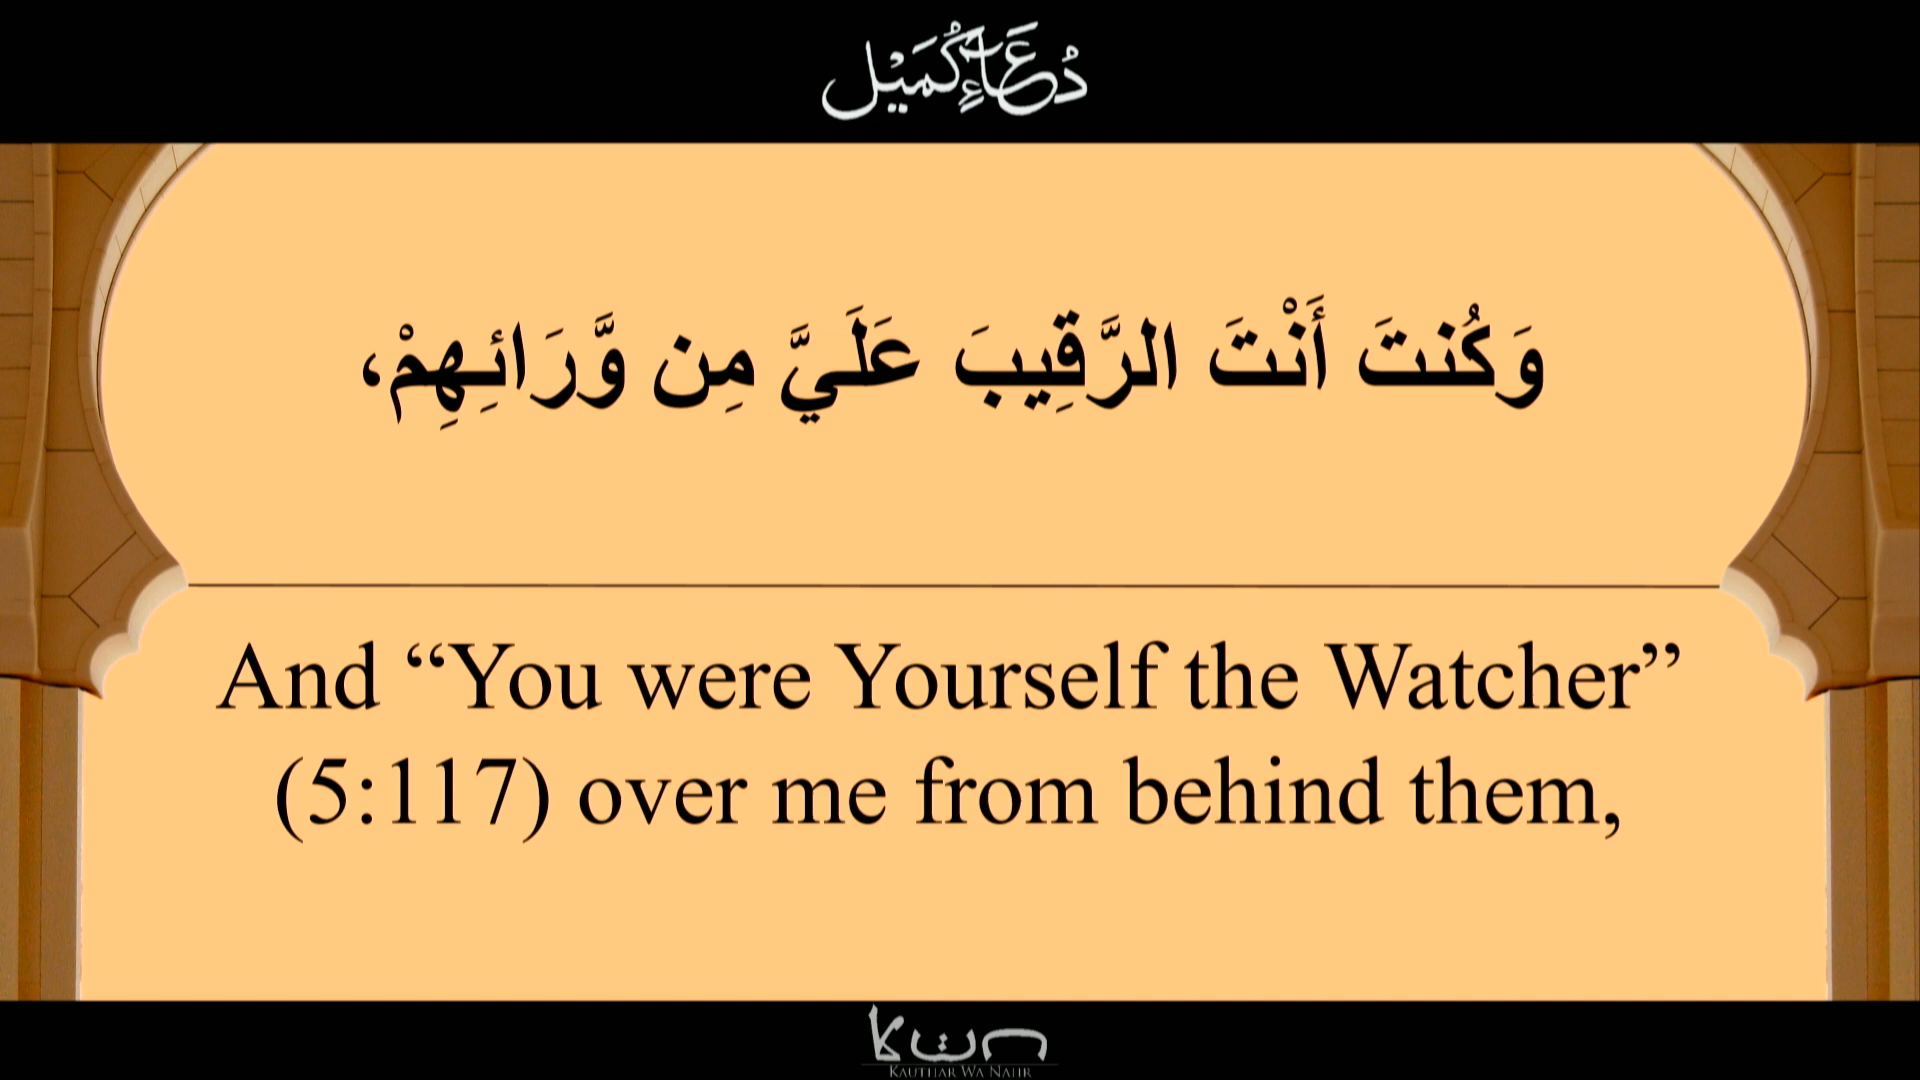 دُعَاءُ كُمَيْل
وَكُنتَ أَنْتَ الرَّقِيبَ عَلَيَّ مِن وَّرَائِهِمْ،
And “You were Yourself the Watcher”
(5:117) over me from behind them,
KAUTHAR WA NAHR